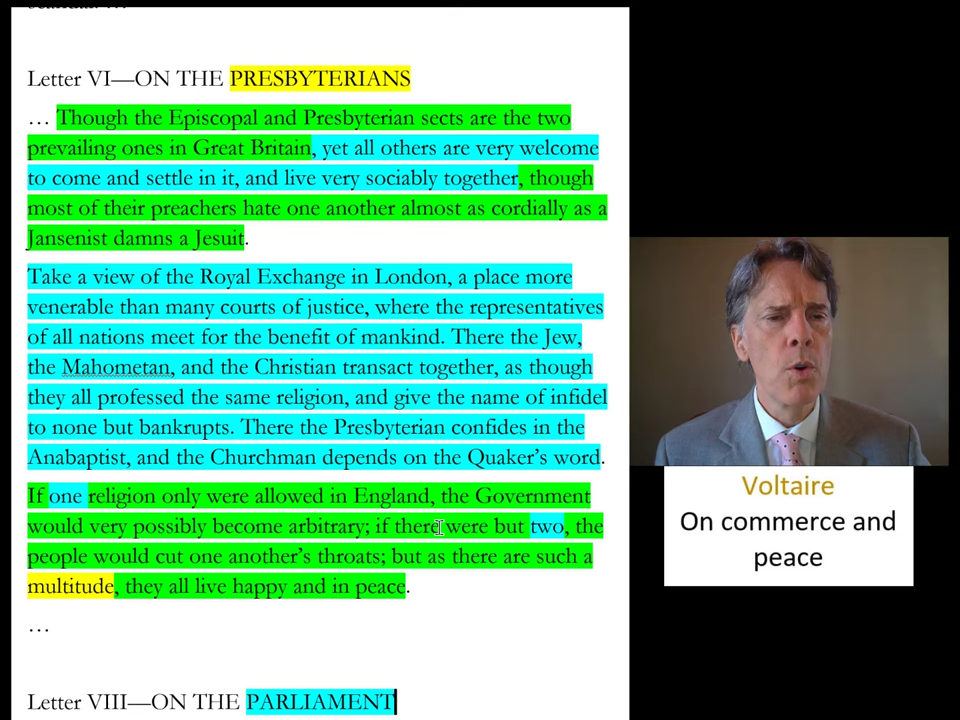 Letter VI—ON THE PRESBYTERIANS
… Though the Episcopal and Presbyterian sects are the two
prevailing ones in Great Britain, yet all others are very welcome
to come and settle in it, and live very sociably together, though
most of their preachers hate one another almost as cordially as a
Jansenist damns a Jesuit.
Take a view of the Royal Exchange in London, a place more
venerable than many courts of justice, where the representatives
of all nations meet for the benefit of mankind. There the Jew,
the Mahometan, and the Christian transact together, as though
they all professed the same religion, and give the name of infidel
to none but bankrupts. There the Presbyterian confides in the
Anabaptist, and the Churchman depends on the Quaker’s word.
If one religion only were allowed in England, the Government
would very possibly become arbitrary; if there were but two, the
people would cut one another’s throats; but as there are such a
multitude, they all live happy and in peace.
…
Letter VIII—ON THE PARLIAMENT
Voltaire
On commerce and
peace